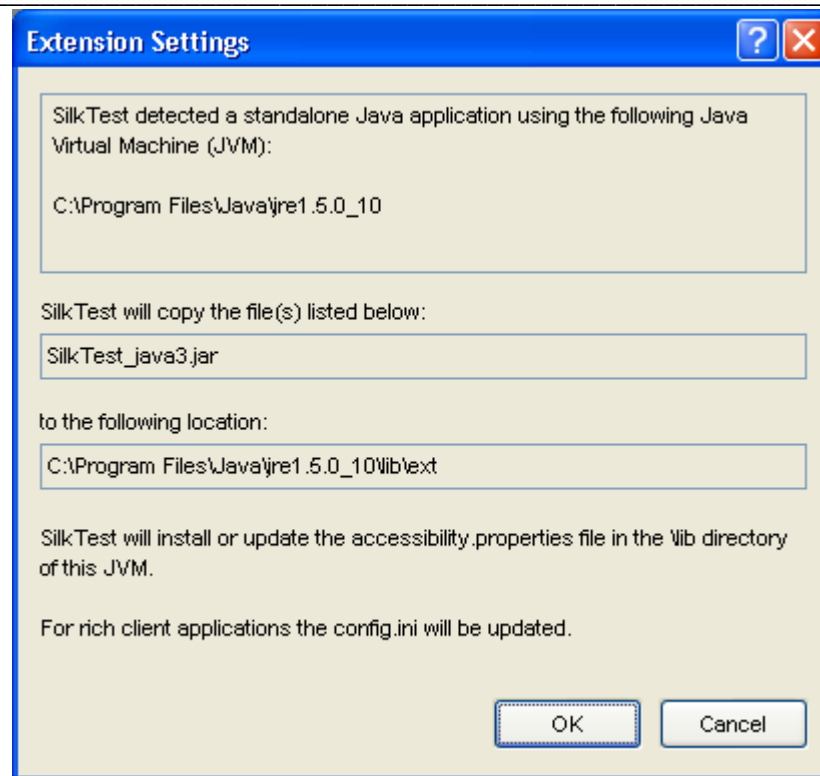 Extension Settings
SilkTest detected a standalone Java application using the following Java
Virtual Machine (JVM):
C:\Program Files\Java\jre1.5.0_10
SilkTest will copy the file(s) listed below:
SilkTest_java3.jar
to the following location:
C:\Program Files\Java\jre1.5.0_10\lib\ext
SilkTest will install or update the accessibility.properties file in the \lib directory
of this JVM.
For rich client applications the config.ini will be updated.
OK
Cancel